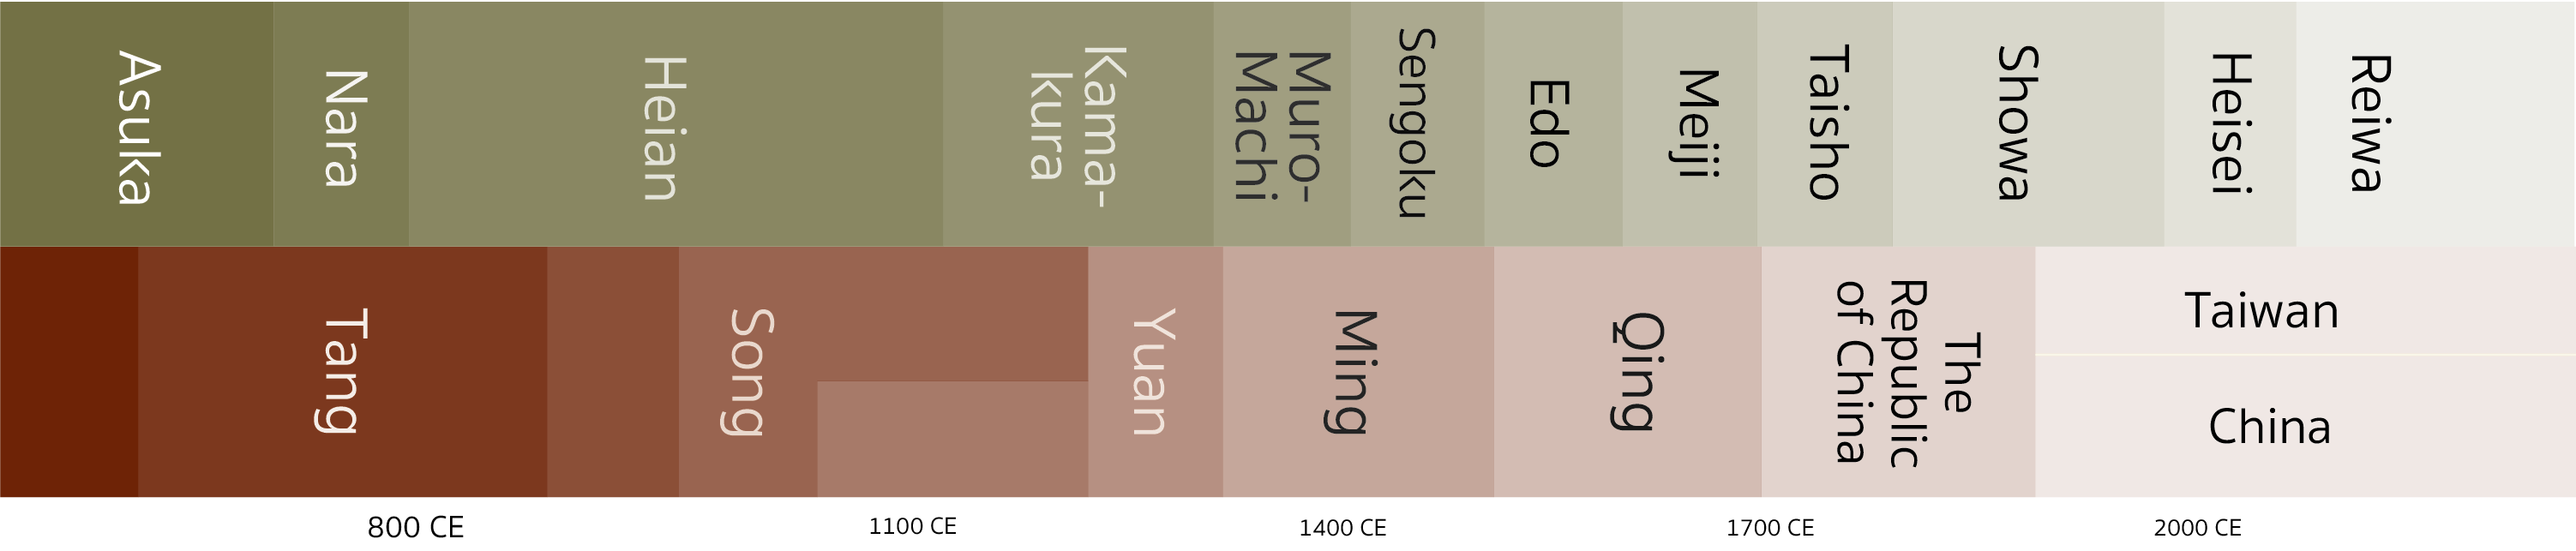 Asuka
Nara
Heian
Kama-
kura
Muro-
Machi
Sengoku
Edo
Meiji
Taisho
Showa
Heisei
Reiwa
Tang
Song
Yuan
Ming
Qing
The
Republic
of China
Taiwan
China
800 CE
1100 CE
1400 CE
1700 CE
2000 CE